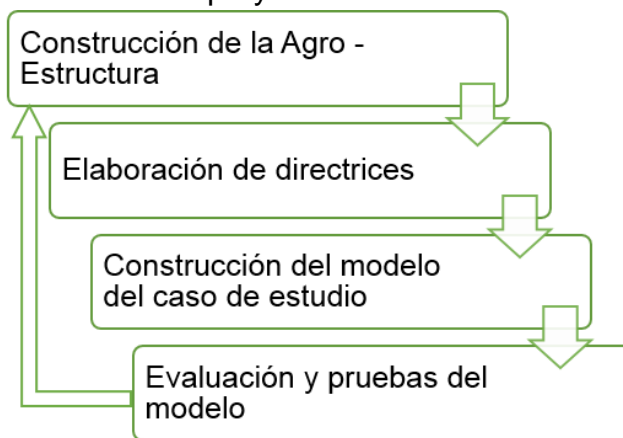 Construcción de la Agro -
Estructura
Elaboración de directrices
Construcción del modelo
del caso de estudio
Evaluación y pruebas del
modelo